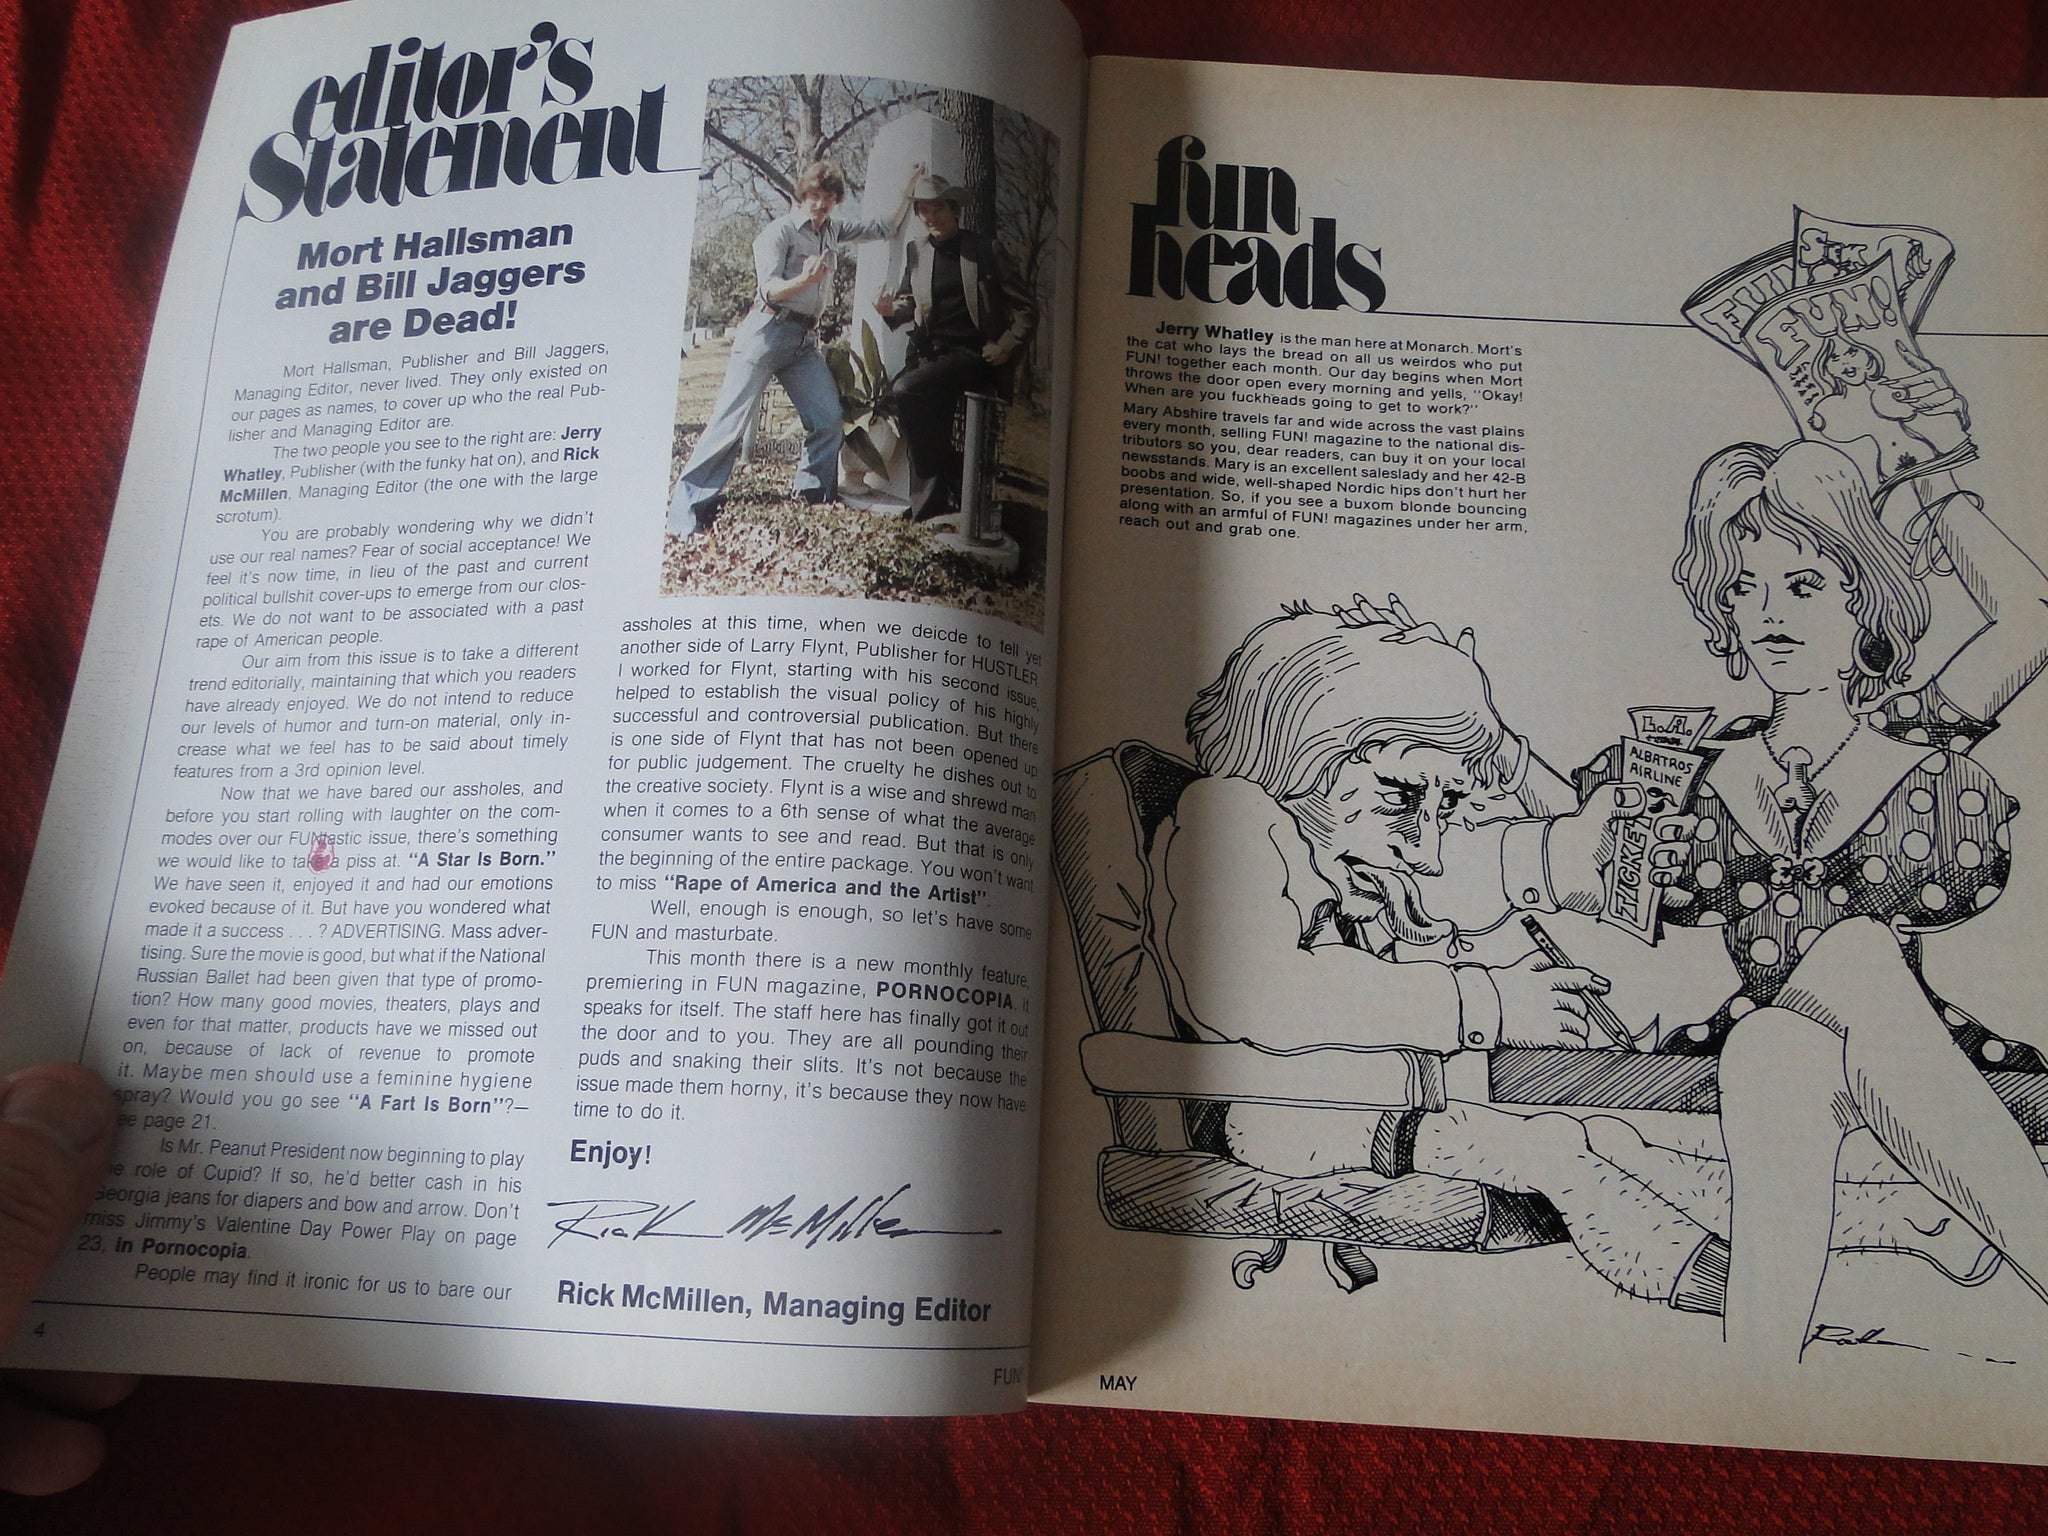 editor's
Statement
Mort Hallsman
and Bill Jaggers
are Dead!
Mort Hallsman, Publisher and Bill Jaggers,
Managing Editor, never lived. They only existed on
our pages as names, to cover up who the real Pub-
lisher and Managing Editor are.
The two people you see to the right are: Jerry
Whatley, Publisher (with the funky hat on), and Rick
McMillen, Managing Editor (the one with the large
scrotum).
You are probably wondering why we didn't
use our real names? Fear of social acceptance! We
feel it's now time, in lieu of the past and current
political bullshit cover-ups to emerge from our clos-
ets. We do not want to be associated with a past
rape of American people.
Our aim from this issue is to take a different
trend editorially, maintaining that which you readers
have already enjoyed. We do not intend to reduce
our levels of humor and turn-on material, only in-
crease what we feel has to be said about timely
features from a 3rd opinion level.
Now that we have bared our assholes, and
before you start rolling with laughter on the com-
modes over our FUNtastic issue, there's something
we would like to take a piss at. "A Star Is Born."
We have seen it, enjoyed it and had our emotions
evoked because of it. But have you wondered what
made it a success . . . ? ADVERTISING. Mass adver-
tising. Sure the movie is good, but what if the National
Russian Ballet had been given that type of promo-
tion? How many good movies, theaters, plays and
even for that matter, products have we missed out
on, because of lack of revenue to promote
it. Maybe men should use a feminine hygiene
spray? Would you go see "A Fart Is Born"?—
ee page 21.
Is Mr. Peanut President now beginning to play
e role of Cupid? If so, he'd better cash in his
Georgia jeans for diapers and bow and arrow. Don't
miss Jimmy's Valentine Day Power Play on page
23, in Pornocopia.
People may find it ironic for us to bare our
assholes at this time, when we deicde to tell yet
another side of Larry Flynt, Publisher for HUSTLER
I worked for Flynt, starting with his second issue,
helped to establish the visual policy of his highly
successful and controversial publication. But there
is one side of Flynt that has not been opened up
for public judgement. The cruelty he dishes out to
the creative society. Flynt is a wise and shrewd man
when it comes to a 6th sense of what the average
consumer wants to see and read. But that is only
the beginning of the entire package. You won't want
to miss "Rape of America and the Artist".
Well, enough is enough, so let's have some
FUN and masturbate.
This month there is a new monthly feature,
premiering in FUN magazine, PORNOCOPIA. It
speaks for itself. The staff here has finally got it out
the door and to you. They are all pounding their
puds and snaking their slits. It's not because the
issue made them horny, it's because they now have
time to do it.
Enjoy!
Rick McMillen
Rick McMillen, Managing Editor
4
FUN
fun
heads
Jerry Whatley is the man here at Monarch. Mort's
the cat who lays the bread on all us weirdos who put
FUN! together each month. Our day begins when Mort
throws the door open every morning and yells, "Okay!
When are you fuckheads going to get to work?"
Mary Abshire travels far and wide across the vast plains
every month, selling FUN! magazine to the national dis-
tributors so you, dear readers, can buy it on your local
newsstands. Mary is an excellent saleslady and her 42-B
boobs and wide, well-shaped Nordic hips don't hurt her
presentation. So, if you see a buxom blonde bouncing
along with an armful of FUN! magazines under her arm,
reach out and grab one.
FUN!
ALBATROS
AIRLINE
TICKET
MAY